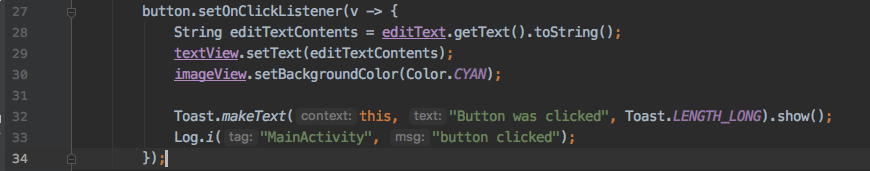 27 button.setOnClickListener(v -> {
28 String editTextContents = editText.getText().toString();
29 textView.setText(editTextContents);
30 imageView.setBackgroundColor(Color.CYAN);
31
32 Toast.makeText( context: this, text: "Button was clicked", Toast.LENGTH_LONG).show();
33 Log.i( tag: "MainActivity", msg: "button clicked");
34 });